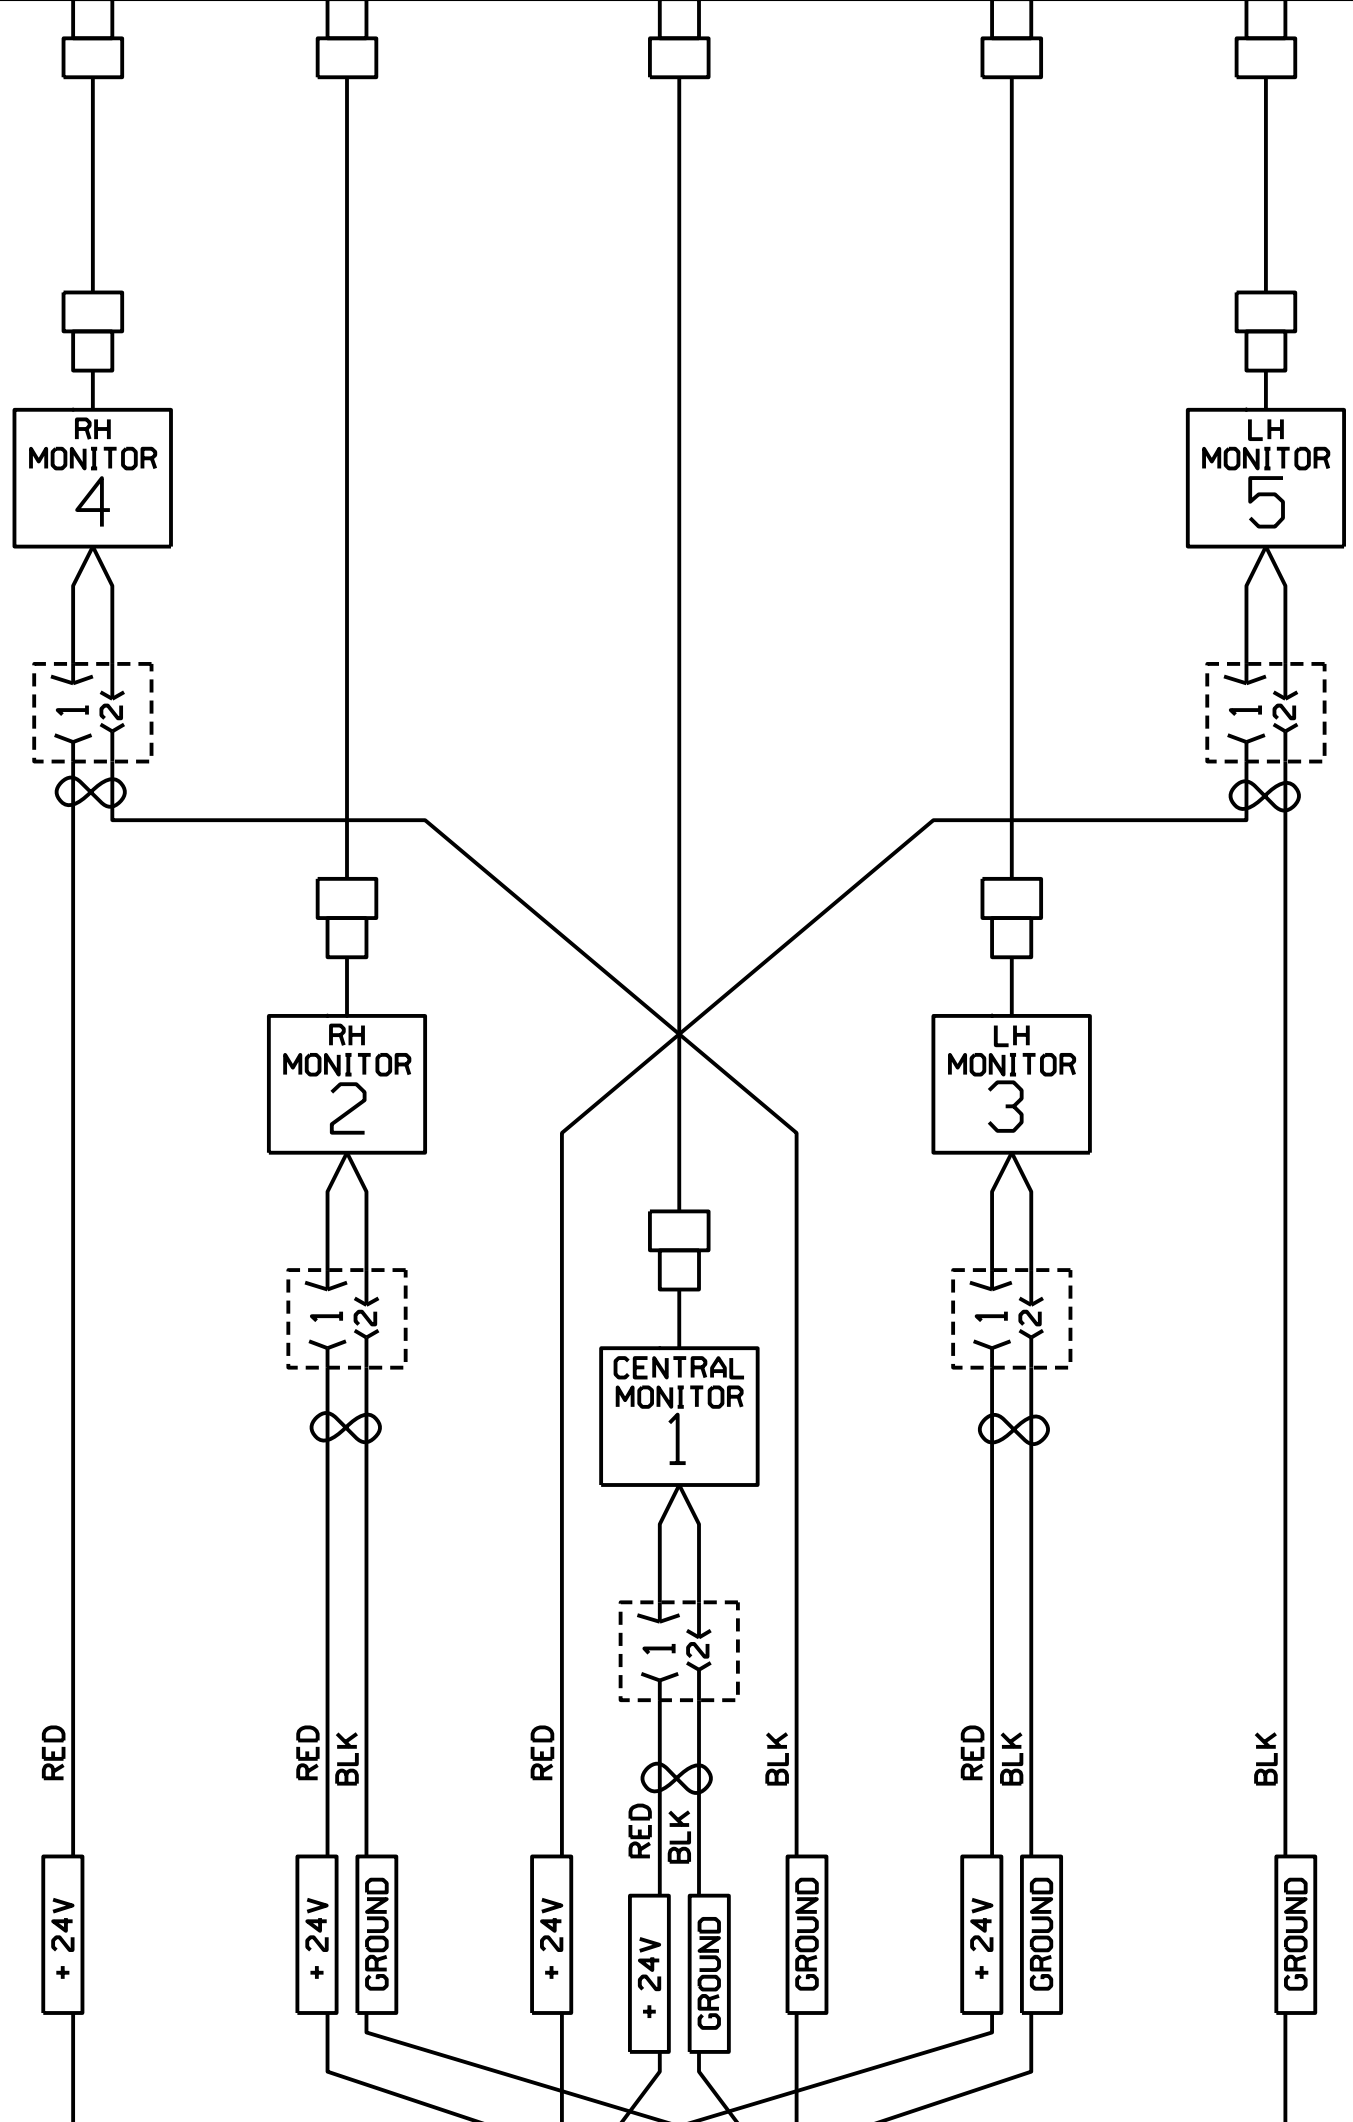 RH
MONITOR
4
LH
MONITOR
5
1 2
1 2
RH
MONITOR
2
LH
MONITOR
3
1 2
1 2
CENTRAL
MONITOR
1
1 2
RED
RED
BLK
RED
BLK
RED
BLK
BLK
RED
BLK
+ 24V
+ 24V
GROUND
+ 24V
GROUND
+ 24V
GROUND
GROUND
+ 24V
GROUND